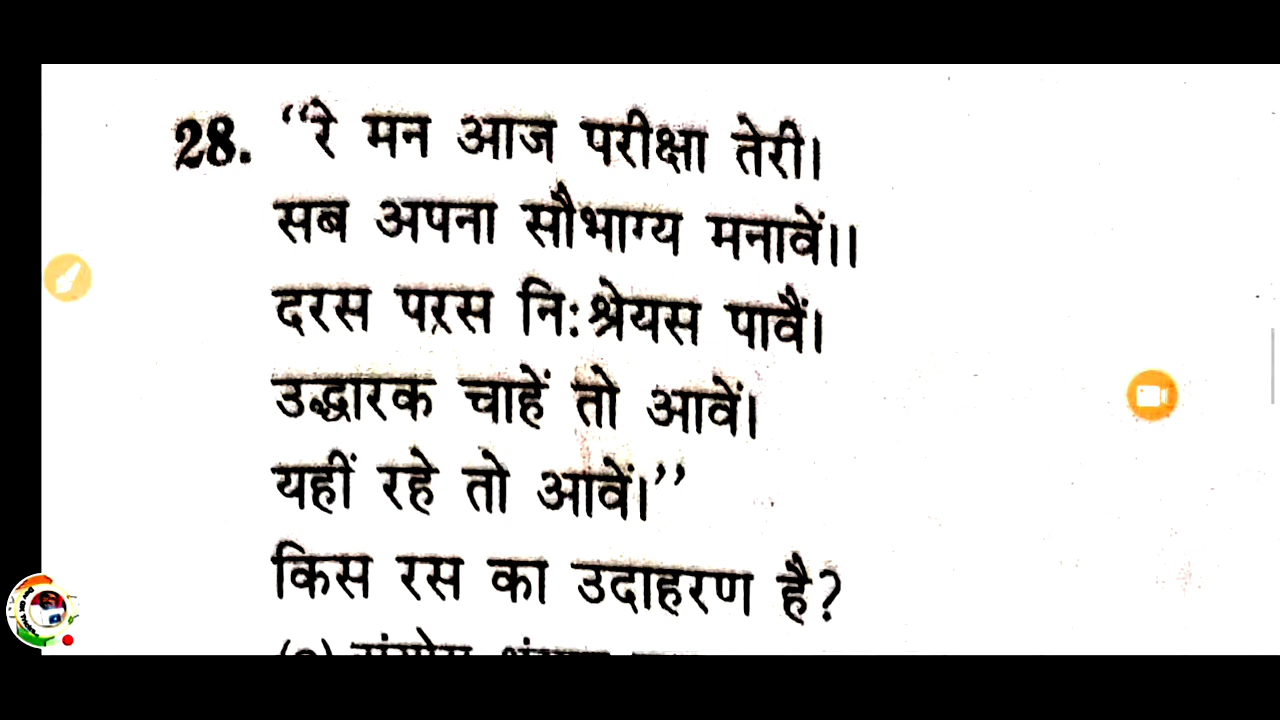 28. “रे मन आज परीक्षा तेरी।
सब अपना सौभाग्य मनावें।।
दरस परस नि:श्रेयस पावैं।
उद्धारक चाहें तो आवें।
यहीं रहे तो आवें।”
किस रस का उदाहरण है?